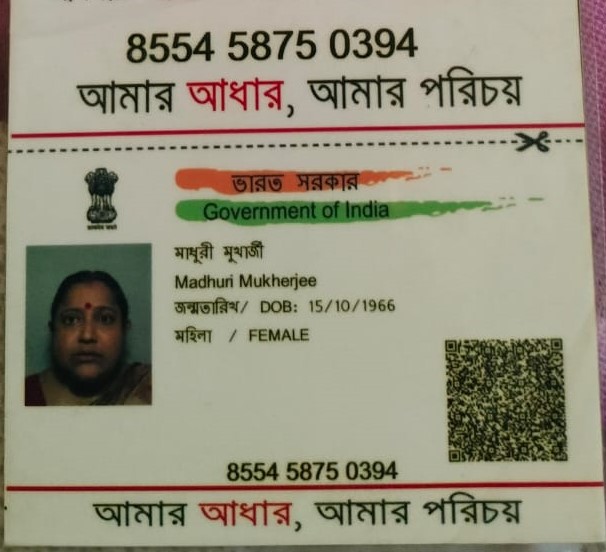 8554 5875 0394
আমার আধার, আমার পরিচয়
ভারত সরকার
Government of India
মাধুরী মুখার্জী
Madhuri Mukherjee
জন্মতারিখ/ DOB: 15/10/1966
মহিলা / FEMALE
8554 5875 0394
আমার আধার, আমার পরিচয়